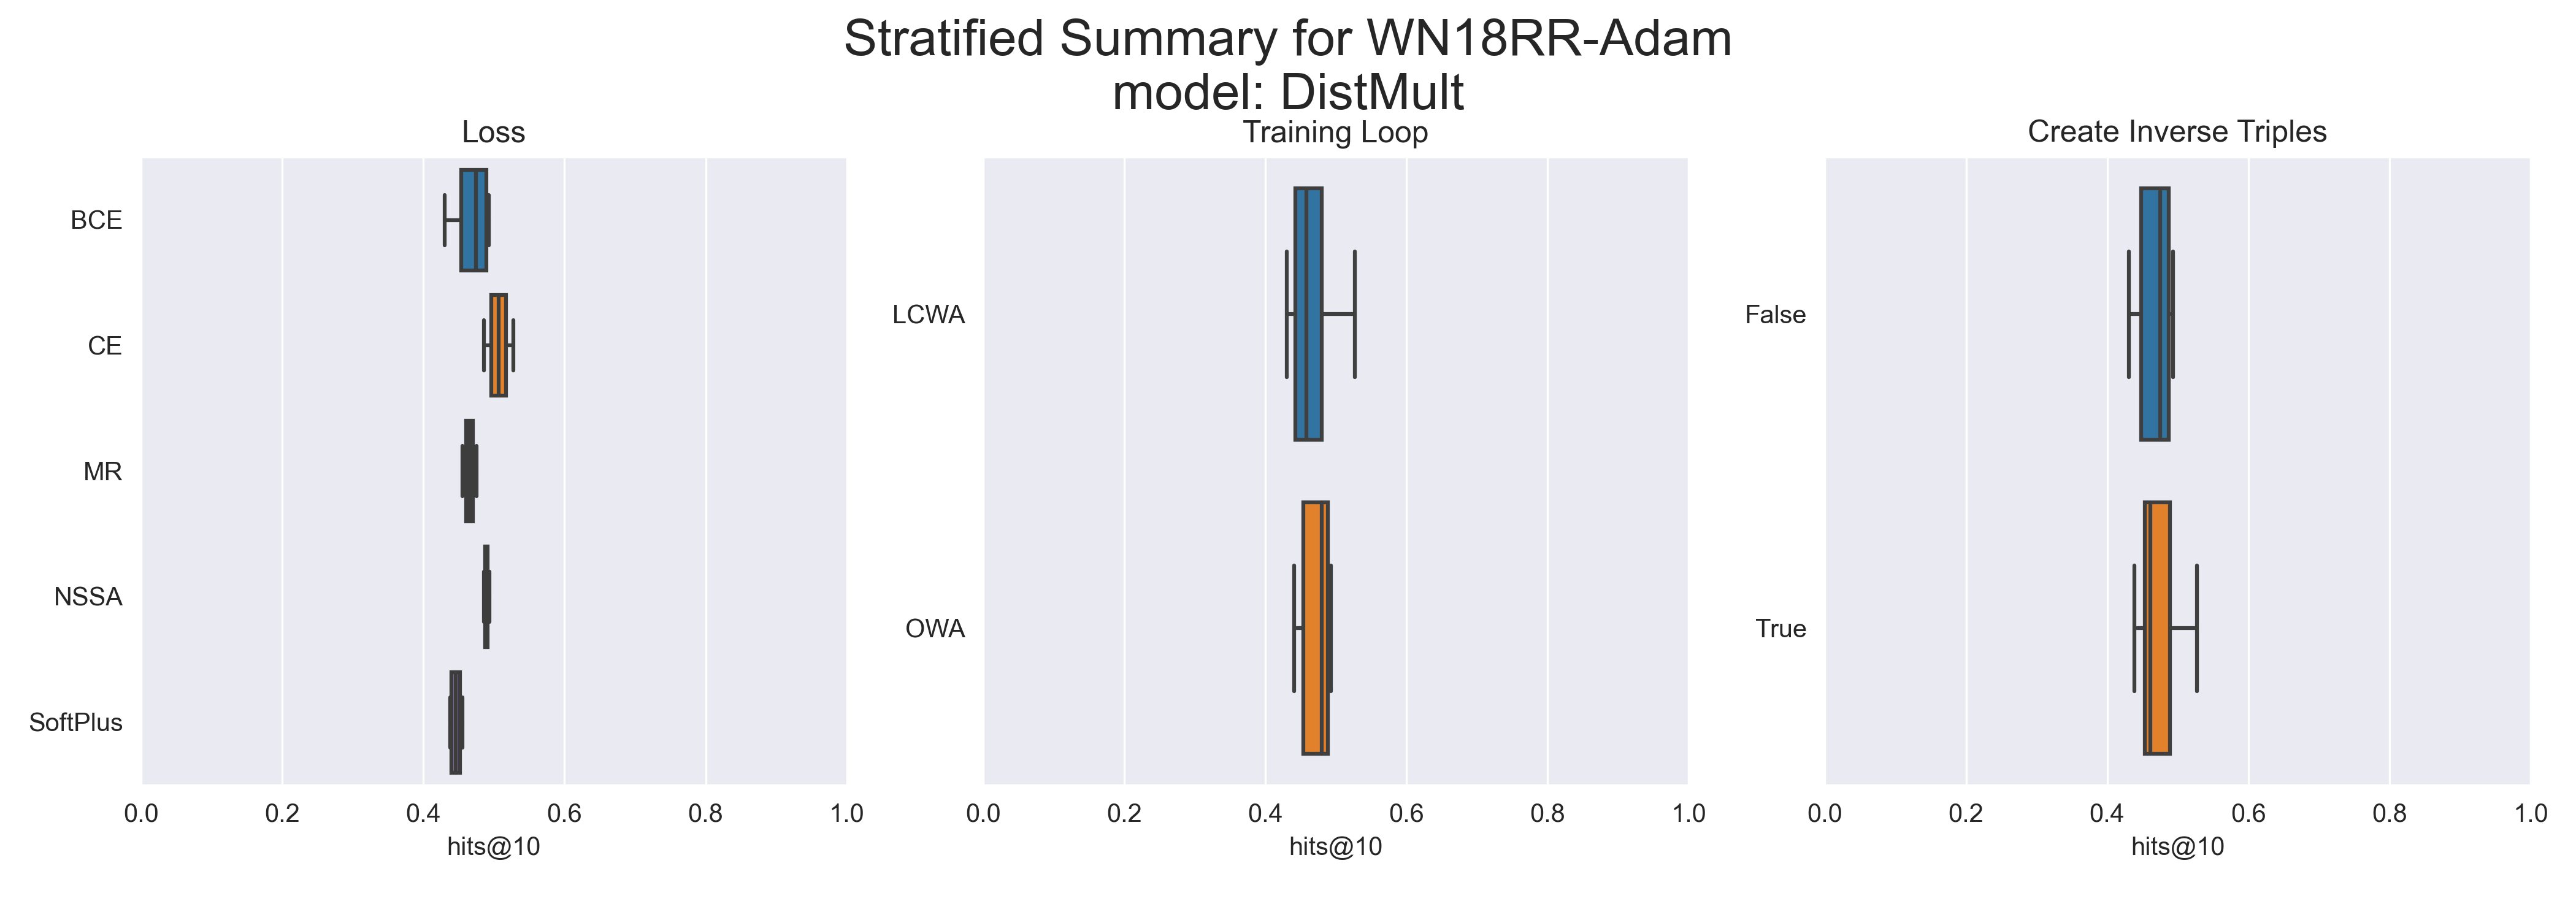 Stratified Summary for WN18RR-Adam
model: DistMult
Loss
BCE
CE
MR
NSSA
SoftPlus
0.0 0.2 0.4 0.6 0.8 1.0
hits@10
Training Loop
LCWA
OWA
0.0 0.2 0.4 0.6 0.8 1.0
hits@10
Create Inverse Triples
False
True
0.0 0.2 0.4 0.6 0.8 1.0
hits@10